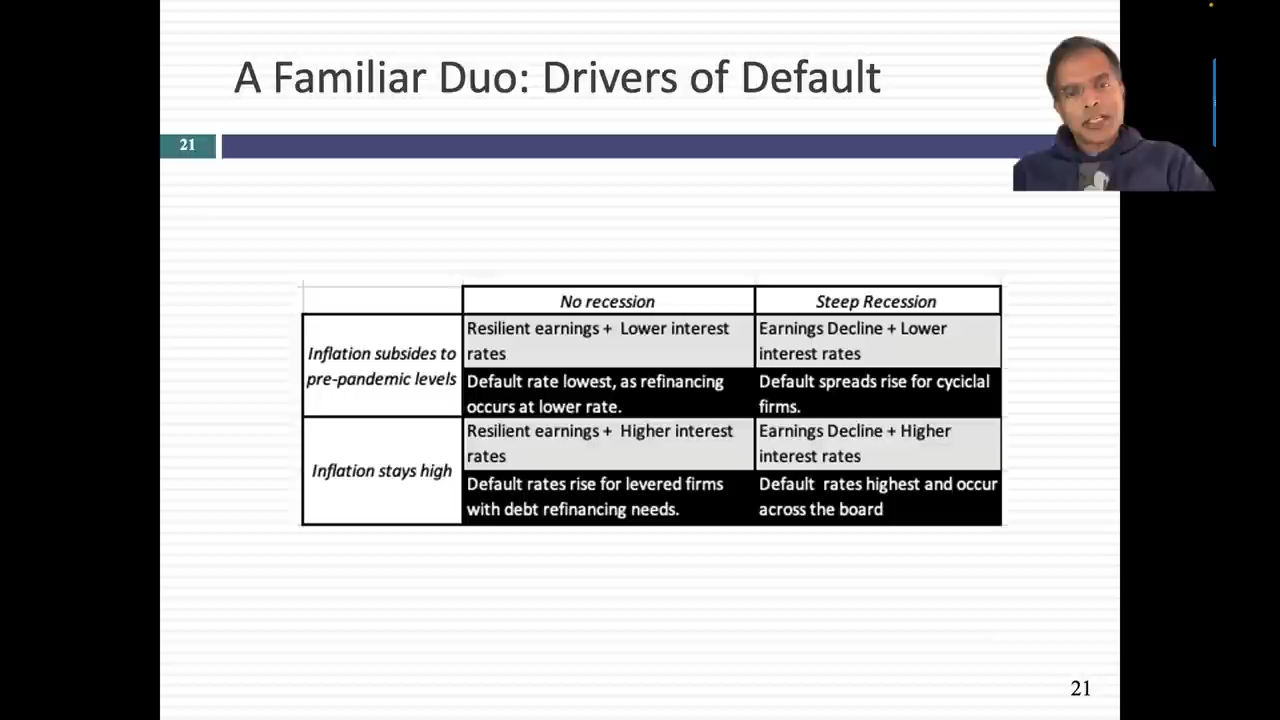 A Familiar Duo: Drivers of Default
21
No recession
Steep Recession
Inflation subsides to
pre-pandemic levels
Resilient earnings + Lower interest
rates
Earnings Decline + Lower
interest rates
Default rate lowest, as refinancing
occurs at lower rate.
Default spreads rise for cyciclal
firms.
Inflation stays high
Resilient earnings + Higher interest
rates
Earnings Decline + Higher
interest rates
Default rates rise for levered firms
with debt refinancing needs.
Default rates highest and occur
across the board
21